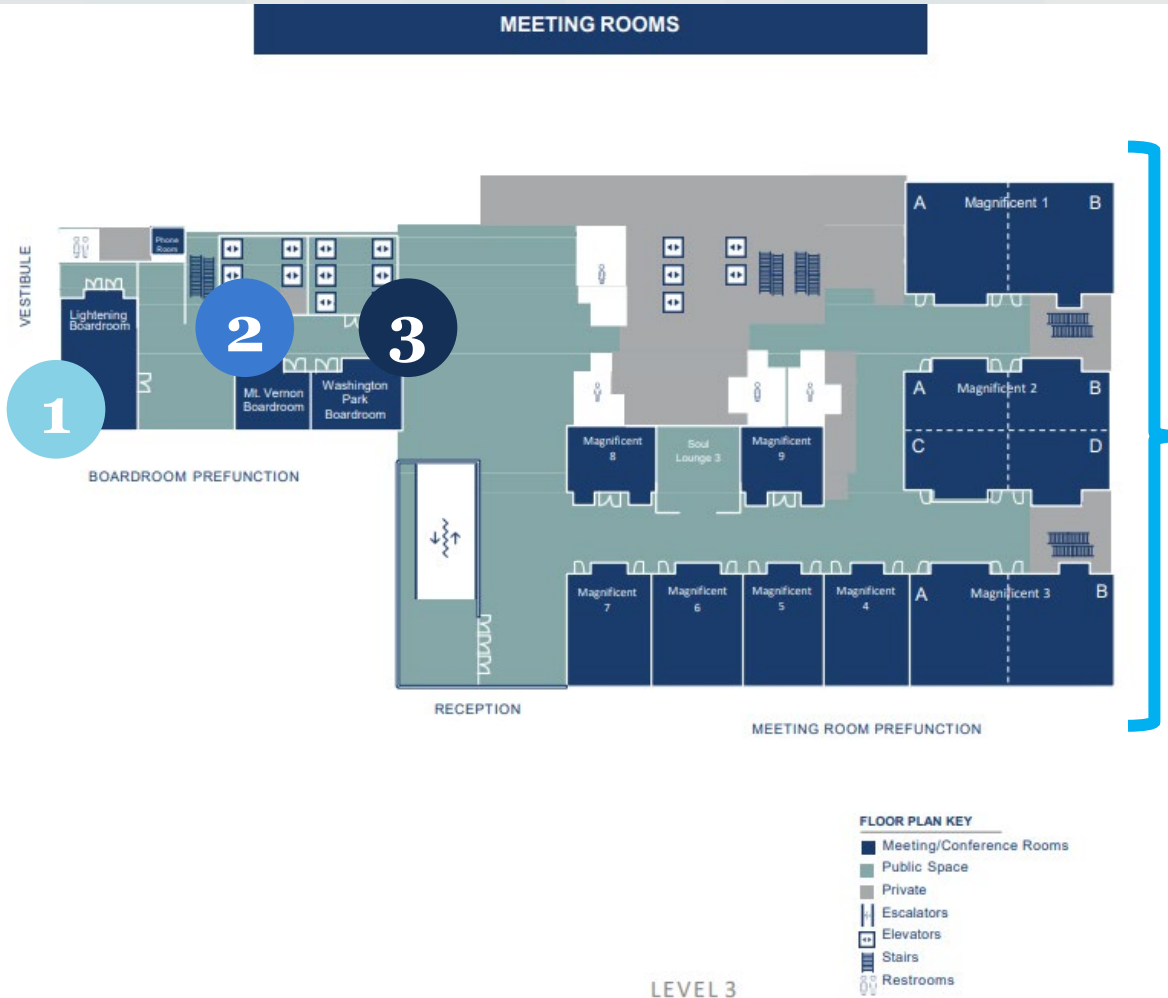 MEETING ROOMS
A
Magnificent 1
B
VESTIBULE
Phone
Room
Lightening
Boardroom
1
2
3
Mt. Vernon
Boardroom
Washington
Park
Boardroom
A
Magnificent 2
B
C
D
Magnificent
8
Soul
Lounge 3
Magnificent
9
BOARDROOM PREFUNCTION
Magnificent
7
Magnificent
6
Magnificent
5
Magnificent
4
A
Magnificent 3
B
RECEPTION
MEETING ROOM PREFUNCTION
FLOOR PLAN KEY
Meeting/Conference Rooms
Public Space
Private
Escalators
Elevators
Stairs
Restrooms
LEVEL 3